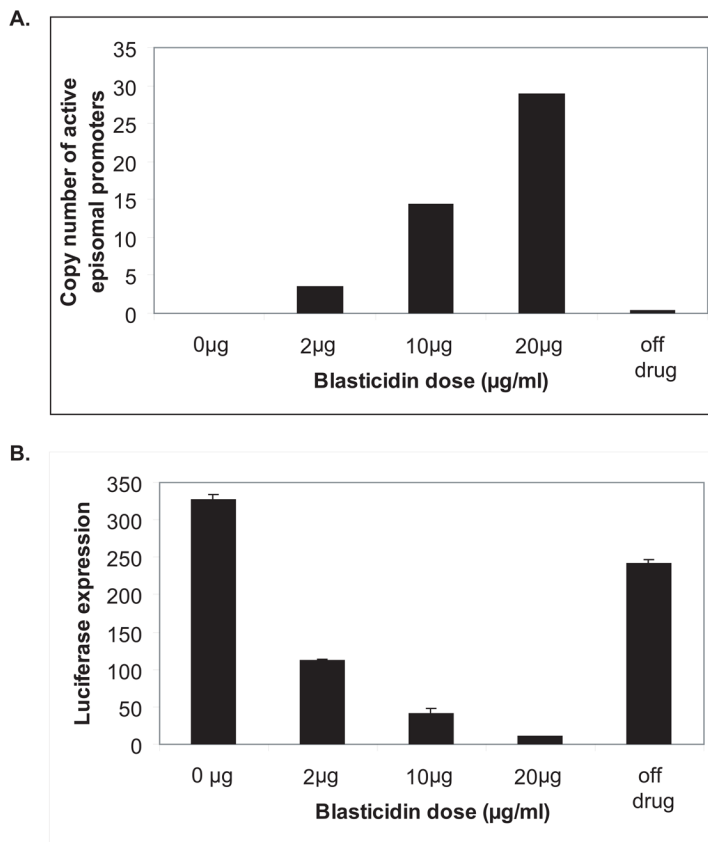 A.
Copy number of active
episomal promoters
35
30
25
20
15
10
5
0
0µg
2µg
10µg
20µg
off
drug
Blasticidin dose (µg/ml)
B.
Luciferase expression
350
300
250
200
150
100
50
0
0 µg
2µg
10µg
20µg
off
drug
Blasticidin dose (µg/ml)